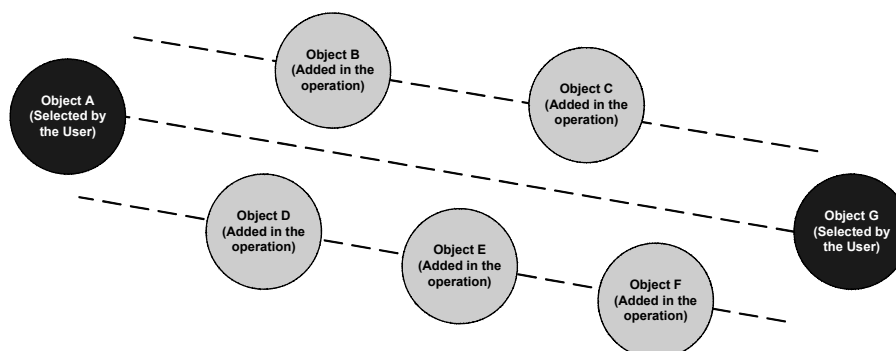 Object A
(Selected by
the User)
Object B
(Added in the
operation)
Object C
(Added in the
operation)
Object D
(Added in the
operation)
Object E
(Added in the
operation)
Object F
(Added in the
operation)
Object G
(Selected by
the User)